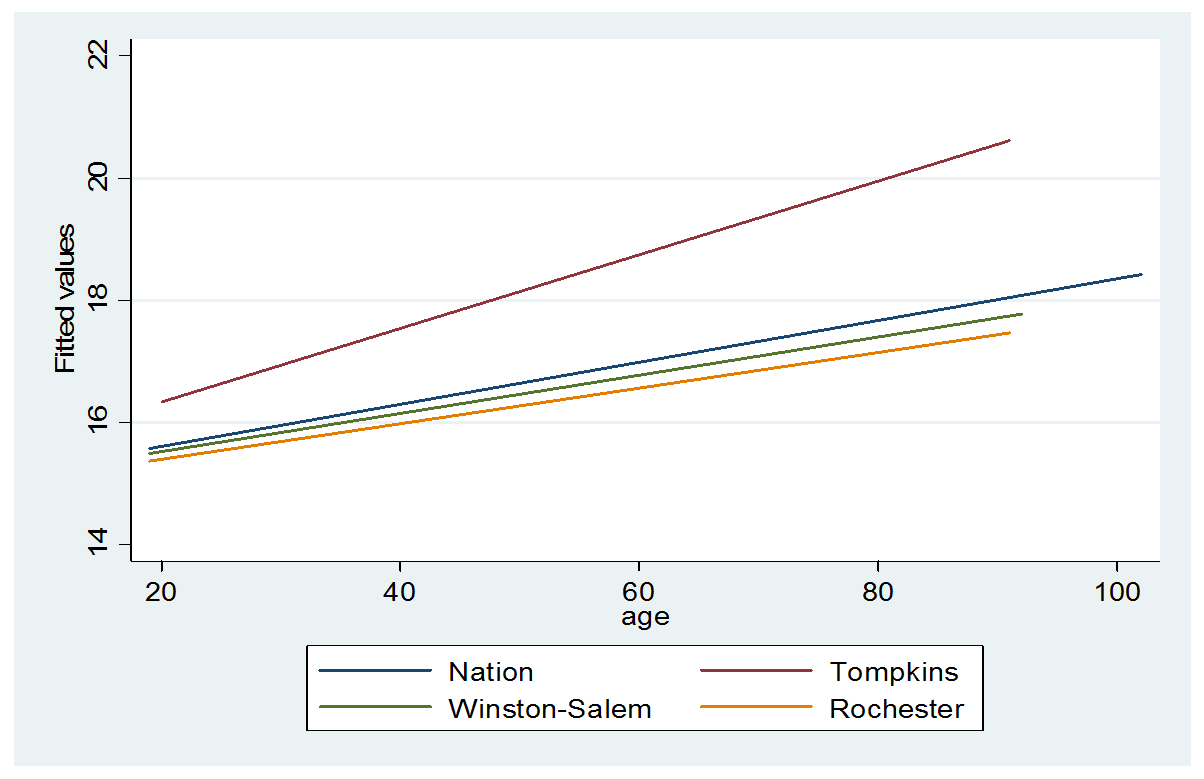 22
20
18
16
14
Fitted values
20 40 60 80 100
age
Nation Tompkins
Winston-Salem Rochester